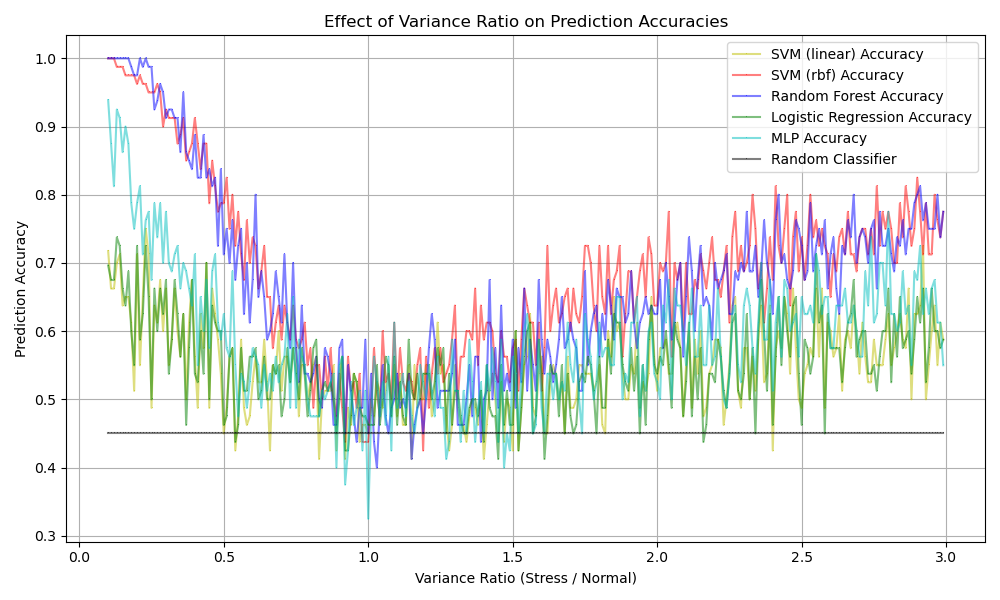 Effect of Variance Ratio on Prediction Accuracies
SVM (linear) Accuracy
SVM (rbf) Accuracy
Random Forest Accuracy
Logistic Regression Accuracy
MLP Accuracy
Random Classifier
Prediction Accuracy
1.0
0.9
0.8
0.7
0.6
0.5
0.4
0.3
0.0 0.5 1.0 1.5 2.0 2.5 3.0
Variance Ratio (Stress / Normal)